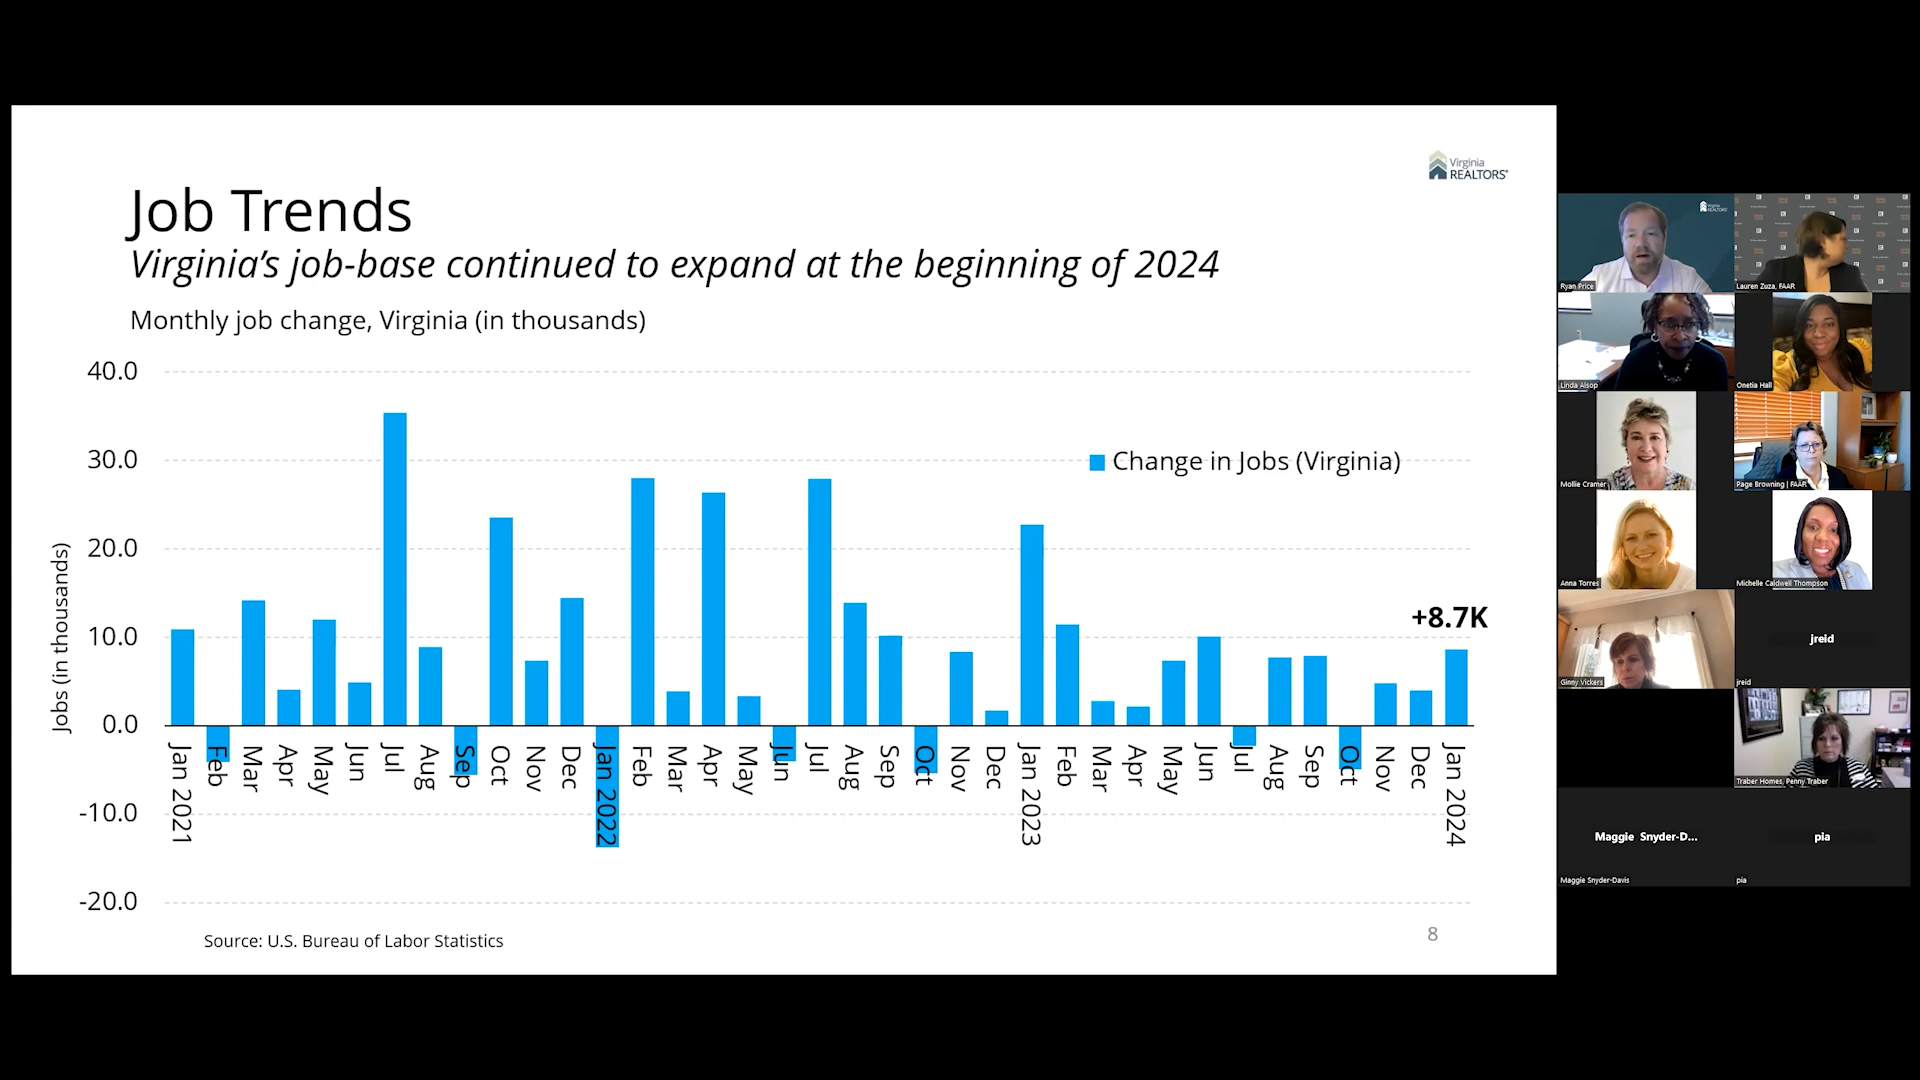 Virginia
REALTORS®
Job Trends
Virginia's job-base continued to expand at the beginning of 2024
Monthly job change, Virginia (in thousands)
Jobs (in thousands)
40.0
30.0
20.0
10.0
0.0
-10.0
-20.0
Change in Jobs (Virginia)
+8.7K
Jan 2021
Feb
Mar
Apr
May
Jun
Jul
Aug
Sep
Oct
Nov
Dec
Jan 2022
Feb
Mar
Apr
May
Jun
Jul
Aug
Sep
Oct
Nov
Dec
Jan 2023
Feb
Mar
Apr
May
Jun
Jul
Aug
Sep
Oct
Nov
Dec
Jan 2024
Source: U.S. Bureau of Labor Statistics
8
Ryan Price
Lauren Zuza, FAAR
Linda Alsop
Onetia Hall
Mollie Cramer
Page Browning | FAAR
Anna Torres
Michelle Caldwell Thompson
Ginny Vickers
jreid
jreid
Traber Homes, Penny Traber
Maggie Snyder-D...
Maggie Snyder-Davis
pia
pia